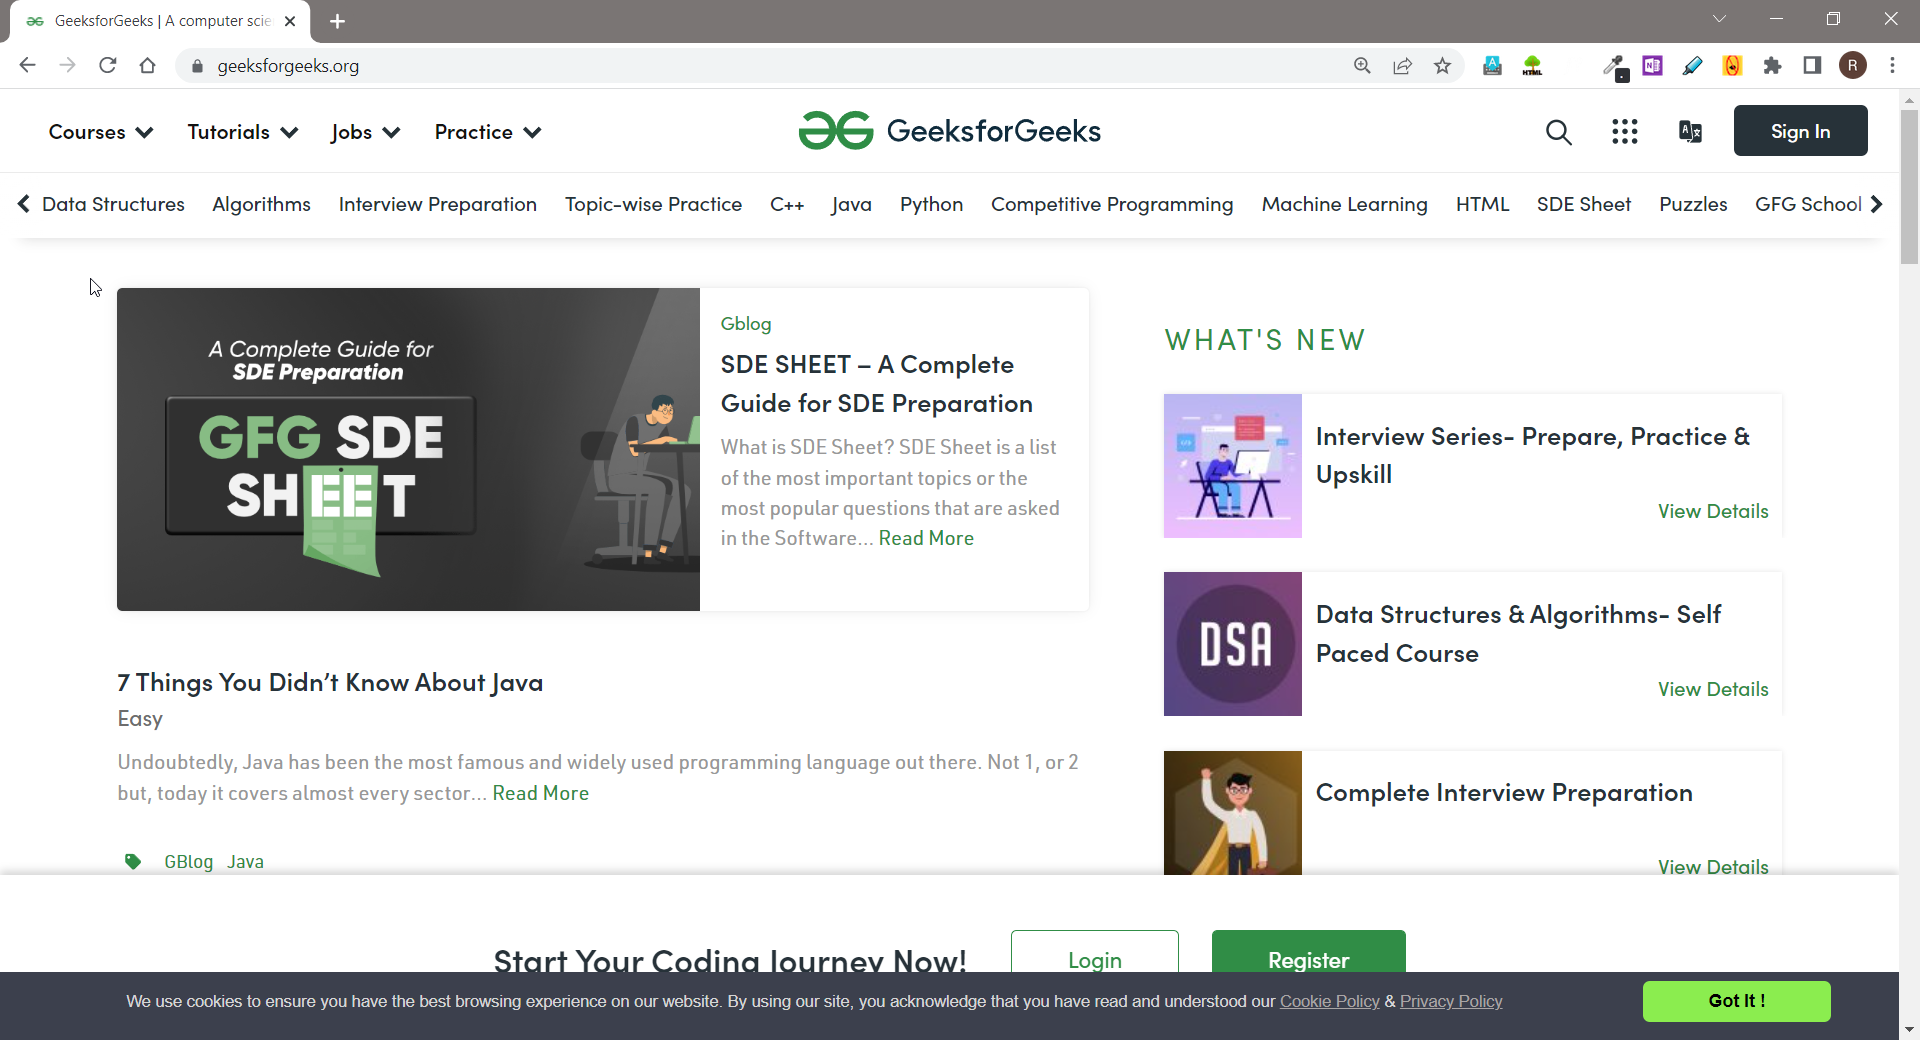 GeeksforGeeks | A computer scie
geeksforgeeks.org
A
HTML
N
R
Courses
Tutorials
Jobs
Practice
GeeksforGeeks
Sign In
Data Structures
Algorithms
Interview Preparation
Topic-wise Practice
C++
Java
Python
Competitive Programming
Machine Learning
HTML
SDE Sheet
Puzzles
GFG School
A Complete Guide for
SDE Preparation
GFG SDE
SHEET
Gblog
SDE SHEET – A Complete
Guide for SDE Preparation
What is SDE Sheet? SDE Sheet is a list
of the most important topics or the
most popular questions that are asked
in the Software... Read More
7 Things You Didn’t Know About Java
Easy
Undoubtedly, Java has been the most famous and widely used programming language out there. Not 1, or 2
but, today it covers almost every sector... Read More
GBlog Java
WHAT'S NEW
Interview Series- Prepare, Practice &
Upskill
View Details
DSA
Data Structures & Algorithms- Self
Paced Course
View Details
Complete Interview Preparation
View Details
Start Your Coding Journey Now!
Login
Register
We use cookies to ensure you have the best browsing experience on our website. By using our site, you acknowledge that you have read and understood our Cookie Policy & Privacy Policy
Got It !